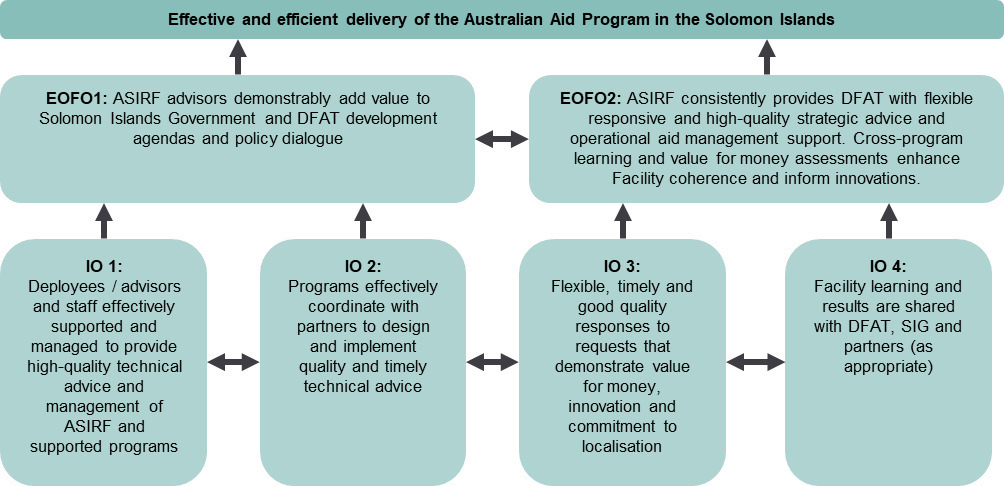 Effective and efficient delivery of the Australian Aid Program in the Solomon Islands
EOFO1: ASIRF advisors demonstrably add value to
Solomon Islands Government and DFAT development
agendas and policy dialogue
EOFO2: ASIRF consistently provides DFAT with flexible
responsive and high-quality strategic advice and
operational aid management support. Cross-program
learning and value for money assessments enhance
Facility coherence and inform innovations.
IO 1:
Deployees / advisors
and staff effectively
supported and
managed to provide
high-quality technical
advice and
management of
ASIRF and
supported programs
IO 2:
Programs effectively
coordinate with
partners to design
and implement
quality and timely
technical advice
IO 3:
Flexible, timely and
good quality
responses to
requests that
demonstrate value
for money,
innovation and
commitment to
localisation
IO 4:
Facility learning and
results are shared
with DFAT, SIG and
partners (as
appropriate)